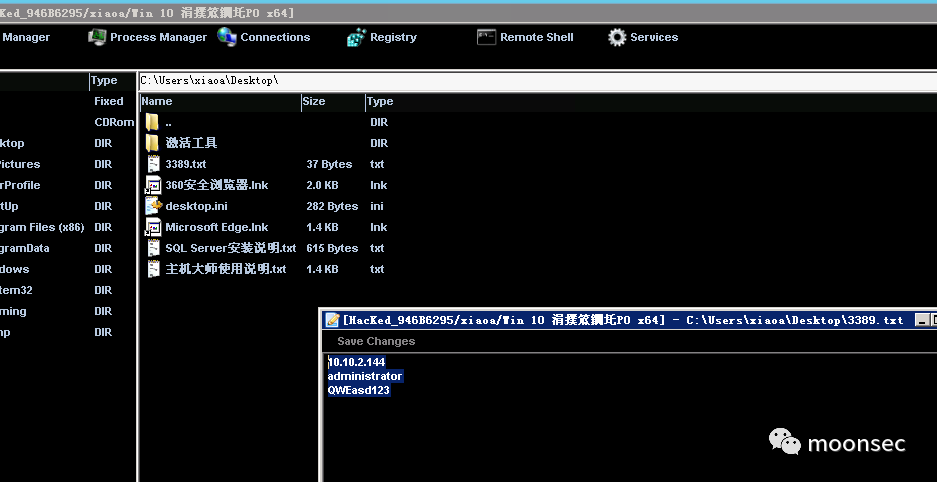 Ked_946B6295/xiaoa/Win 10 涓撲笟鐗圫P0 x64]
Manager Process Manager Connections Registry Remote Shell Services
Type
Fixed
CDRom
ktop DIR
Pictures DIR
rProfile DIR
tUp DIR
gram Files (x86) DIR
gramData DIR
dows DIR
tem32 DIR
ming DIR
mp DIR
C:\Users\xiaoa\Desktop\
Name Size Type
.. DIR
激活工具 DIR
3389.txt 37 Bytes txt
360安全浏览器.lnk 2.0 KB lnk
desktop.ini 282 Bytes ini
Microsoft Edge.lnk 1.4 KB lnk
SQL Server安装说明.txt 615 Bytes txt
主机大师使用说明.txt 1.4 KB txt
[HacKed_946B6295/xiaoa/Win 10 涓撲笟鐗圫P0 x64] - C:\Users\xiaoa\Desktop\3389.txt
Save Changes
10.10.2.144
administrator
QWEasd123
moonsec